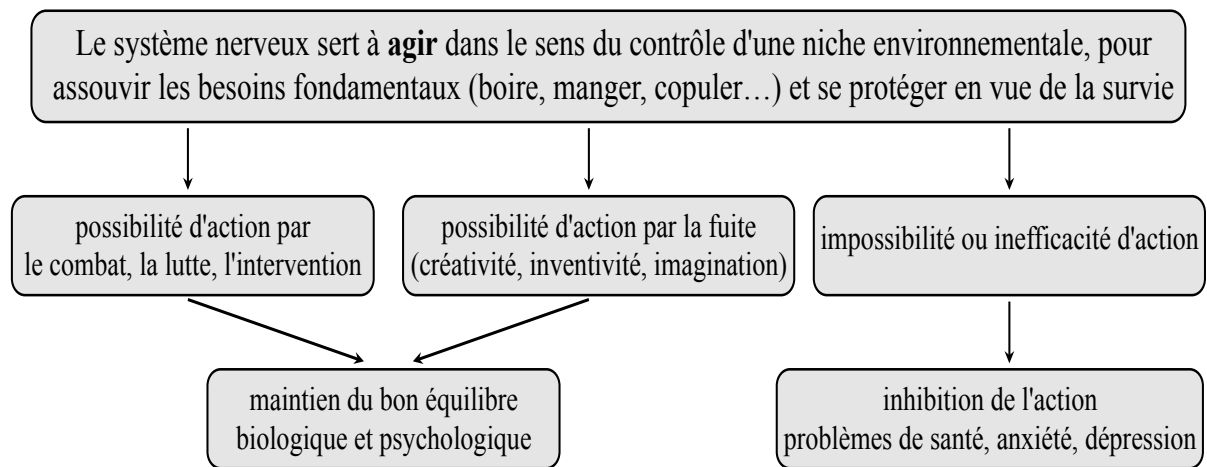 Le système nerveux sert à agir dans le sens du contrôle d'une niche environnementale, pour
assouvir les besoins fondamentaux (boire, manger, copuler…) et se protéger en vue de la survie
possibilité d'action par
le combat, la lutte, l'intervention
possibilité d'action par la fuite
(créativité, inventivité, imagination)
impossibilité ou inefficacité d'action
maintien du bon équilibre
biologique et psychologique
inhibition de l'action
problèmes de santé, anxiété, dépression